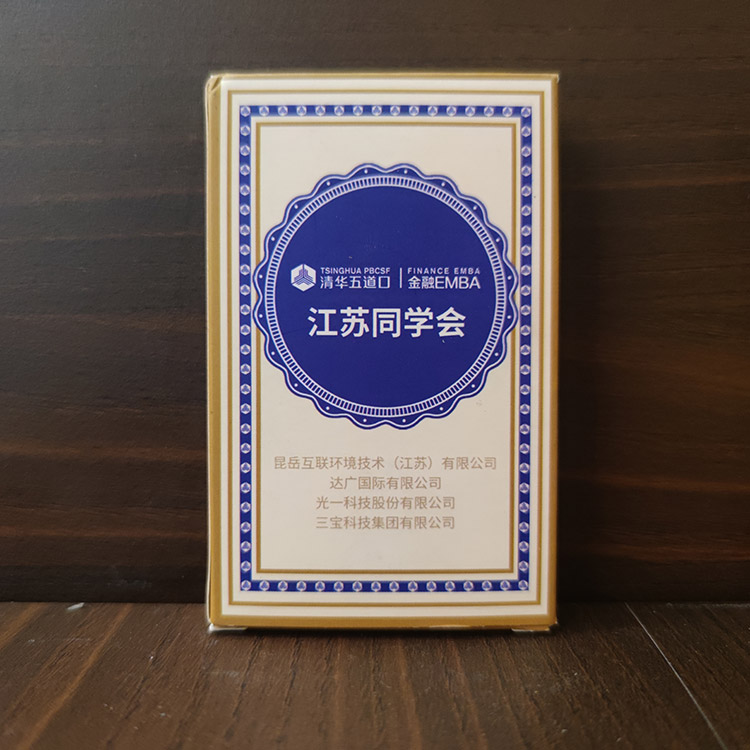 TSINGHUA PBCSF | FINANCE EMBA
清华五道口 | 金融EMBA
江苏同学会
昆岳互联环境技术（江苏）有限公司
达广国际有限公司
光一科技股份有限公司
三宝科技集团有限公司